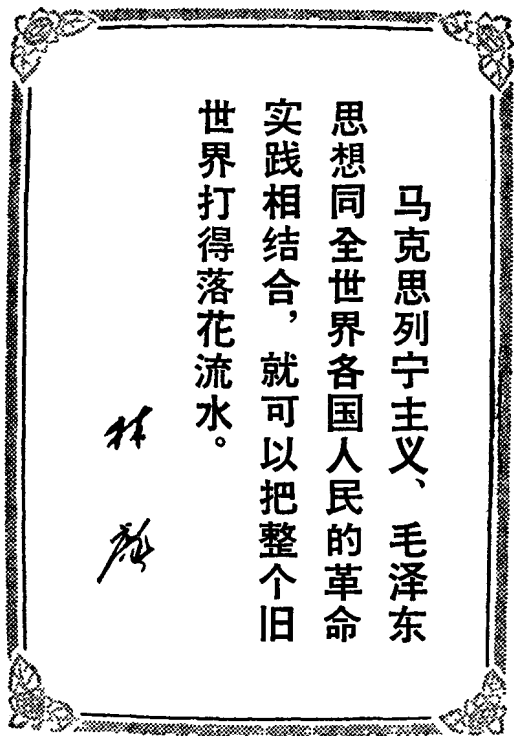 马克思列宁主义、毛泽东
思想同全世界各国人民的革命
实践相结合，就可以把整个旧
世界打得落花流水。
林彪